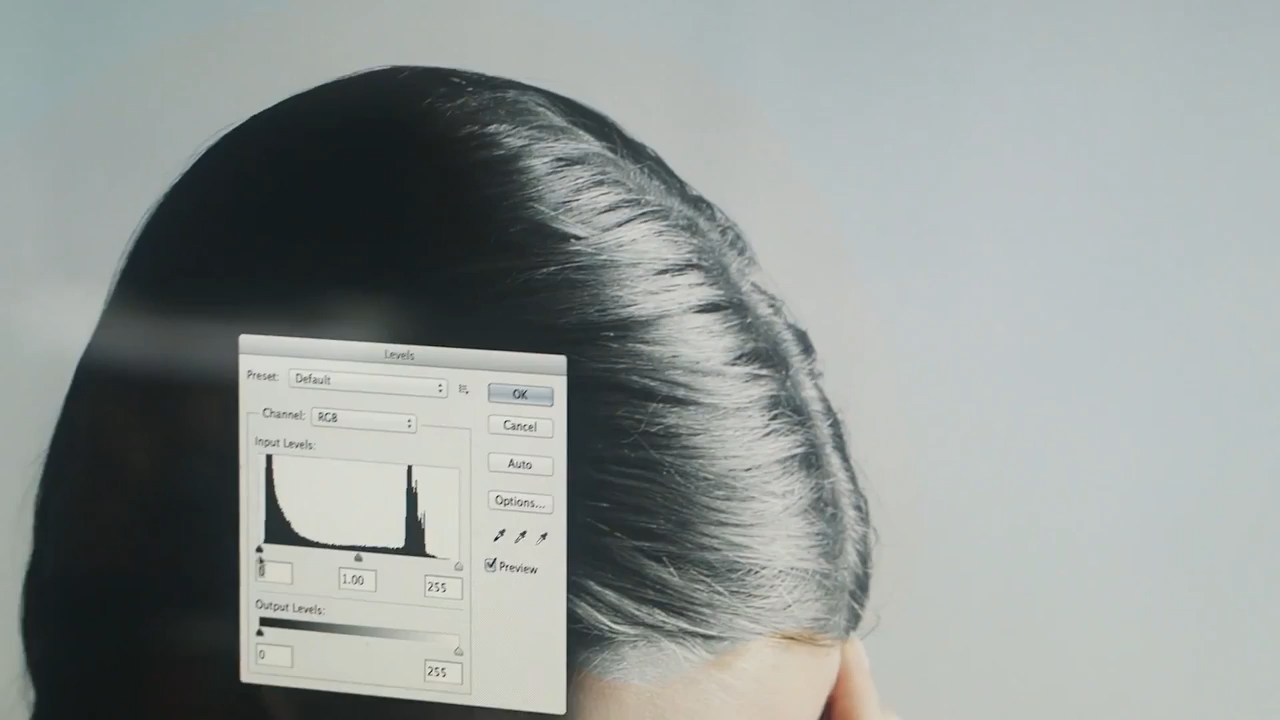 Levels
Preset: Default
OK
Channel: RGB
Cancel
Input Levels:
Auto
Options...
Preview
1.00
255
Output Levels:
0
255